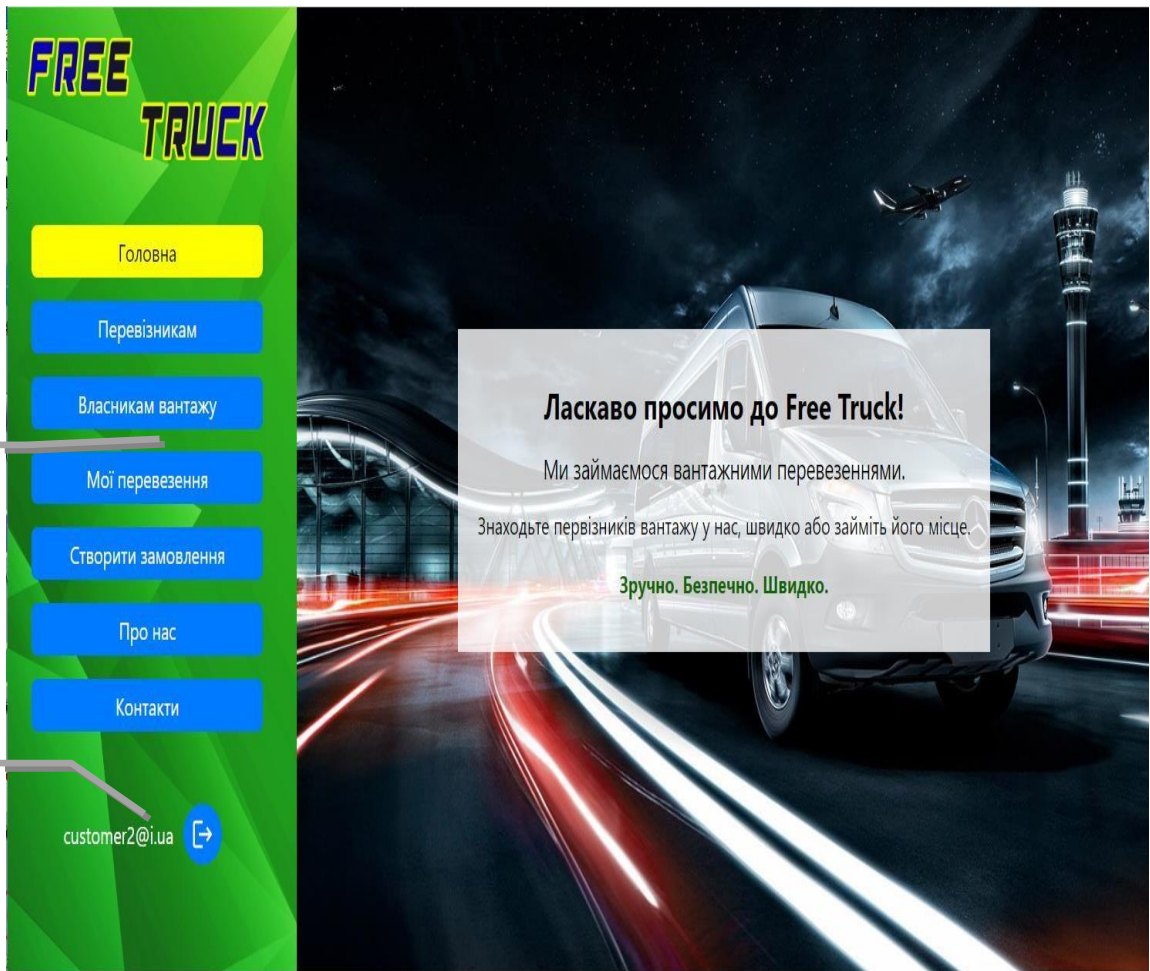 FREE
TRUCK
Головна
Перевізникам
Власникам вантажу
Мої перевезення
Створити замовлення
Про нас
Контакти
customer2@i.ua
Ласкаво просимо до Free Truck!
Ми займаємося вантажними перевезеннями.
Знаходьте первізників вантажу у нас, швидко або займіть його місце.
Зручно. Безпечно. Швидко.